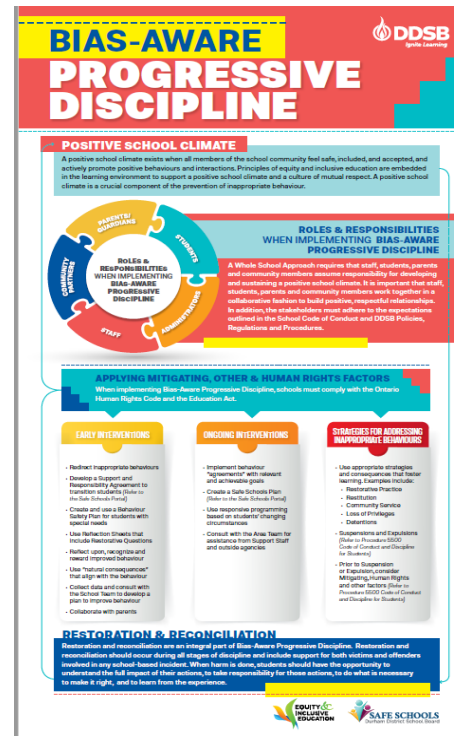 BIAS-AWARE
PROGRESSIVE
DISCIPLINE
DDSB
Ignite Learning
POSITIVE SCHOOL CLIMATE
A positive school climate exists when all members of the school community feel safe, included, and accepted, and
actively promote positive behaviours and interactions. Principles of equity and inclusive education are embedded
in the learning environment to support a positive school climate and a culture of mutual respect. A positive school
climate is a crucial component of the prevention of inappropriate behaviour.
PARENTS/
GUARDIANS
STUDENTS
ADMINISTRATORS
STAFF
COMMUNITY
PARTNERS
ROLES &
RESPONSIBILITIES
WHEN IMPLEMENTING
BIAS-AWARE
PROGRESSIVE
DISCIPLINE
ROLES & RESPONSIBILITIES
WHEN IMPLEMENTING BIAS-AWARE
PROGRESSIVE DISCIPLINE
A Whole School Approach requires that staff, students, parents
and community members assume responsibility for developing
and sustaining a positive school climate. It is important that staff,
students, parents and community members work together in a
collaborative fashion to build positive, respectful relationships.
In addition, the stakeholders must adhere to the expectations
outlined in the School Code of Conduct and DDSB Policies,
Regulations and Procedures.
APPLYING MITIGATING, OTHER & HUMAN RIGHTS FACTORS
When implementing Bias-Aware Progressive Discipline, schools must comply with the Ontario
Human Rights Code and the Education Act.
EARLY INTERVENTIONS
• Redirect inappropriate behaviours
• Develop a Support and
Responsibility Agreement to
transition students (Refer to
the Safe Schools Portal)
• Create and use a Behaviour
Safety Plan for students with
special needs
• Use Reflection Sheets that
include Restorative Questions
• Reflect upon, recognize and
reward improved behaviour
• Use "natural consequences"
that align with the behaviour
• Collect data and consult with
the School Team to develop a
plan to improve behaviour
• Collaborate with parents
ONGOING INTERVENTIONS
• Implement behaviour
"agreements" with relevant
and achievable goals
• Create a Safe Schools Plan
(Refer to the Safe Schools Portal)
• Use responsive programming
based on students' changing
circumstances
• Consult with the Area Team for
assistance from Support Staff
and outside agencies
STRATEGIES FOR ADDRESSING
INAPPROPRIATE BEHAVIOURS
• Use appropriate strategies
and consequences that foster
learning. Examples include:
• Restorative Practice
• Restitution
• Community Service
• Loss of Privileges
• Detentions
• Suspensions and Expulsions
(Refer to Procedure 5500
Code of Conduct and Discipline
for Students)
• Prior to Suspension
or Expulsion, consider
Mitigating, Human Rights
and other factors (Refer to
Procedure 5500 Code of Conduct
and Discipline for Students)
RESTORATION & RECONCILIATION
Restoration and reconciliation are an integral part of Bias-Aware Progressive Discipline. Restoration and
reconciliation should occur during all stages of discipline and include support for both victims and offenders
involved in any school-based incident. When harm is done, students should have the opportunity to
understand the full impact of their actions, to take responsibility for those actions, to do what is necessary
to make it right, and to learn from the experience.
EQUITY &
INCLUSIVE
EDUCATION
SAFE SCHOOLS
Durham District School Board